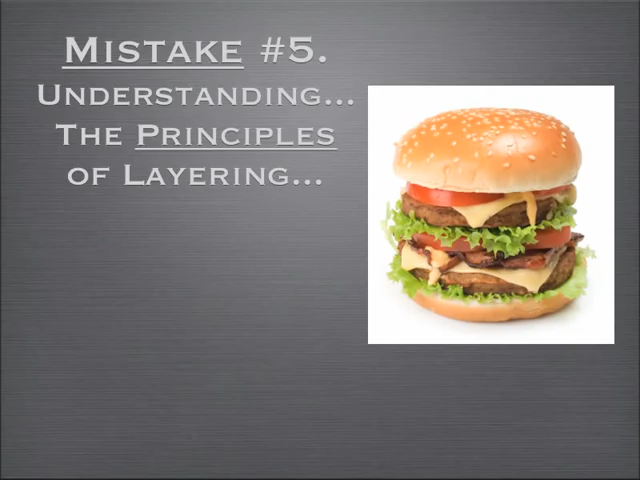 Mistake #5.
Understanding...
The Principles
of Layering...